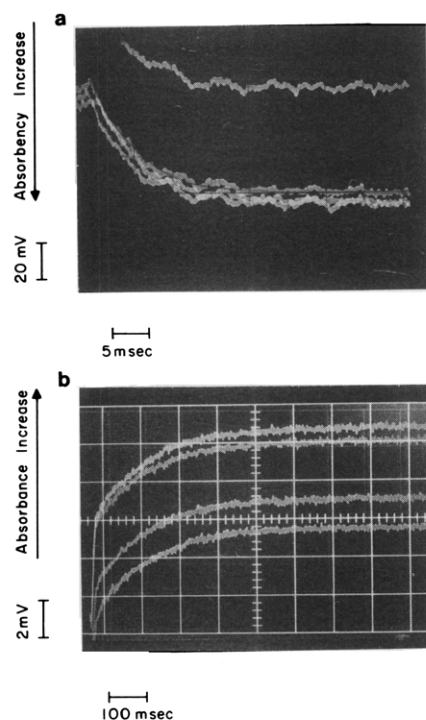 a
Absorbency Increase
20 mV
5 msec
b
Absorbance Increase
2mV
100 msec